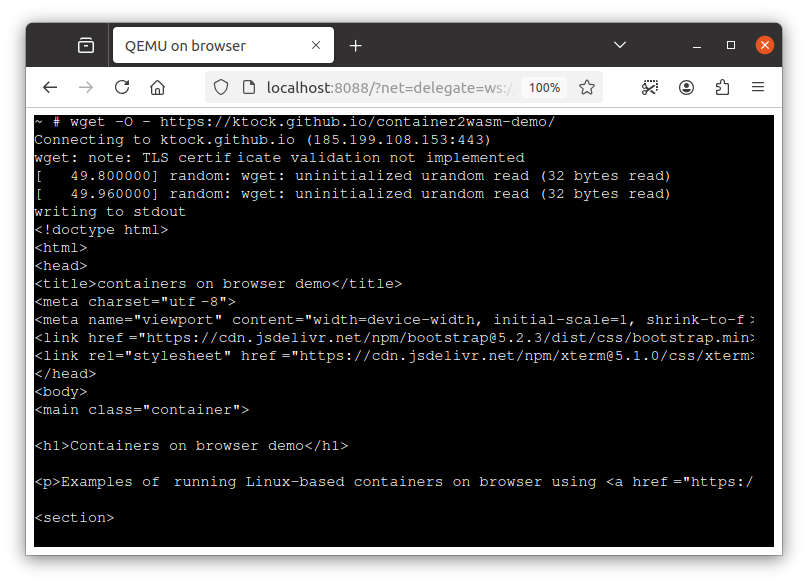 QEMU on browser
localhost:8088/?net=delegate=ws:/
100%
~ # wget -O - https://ktock.github.io/container2wasm-demo/
Connecting to ktock.github.io (185.199.108.153:443)
wget: note: TLS certificate validation not implemented
[   49.800000] random: wget: uninitialized urandom read (32 bytes read)
[   49.960000] random: wget: uninitialized urandom read (32 bytes read)
writing to stdout
<!doctype html>
<html>
<head>
<title>containers on browser demo</title>
<meta charset="utf-8">
<meta name="viewport" content="width=device-width, initial-scale=1, shrink-to-f>
<link href="https://cdn.jsdelivr.net/npm/bootstrap@5.2.3/dist/css/bootstrap.min>
<link rel="stylesheet" href="https://cdn.jsdelivr.net/npm/xterm@5.1.0/css/xterm>
</head>
<body>
<main class="container">
<h1>Containers on browser demo</h1>
<p>Examples of running Linux-based containers on browser using <a href="https:/
<section>